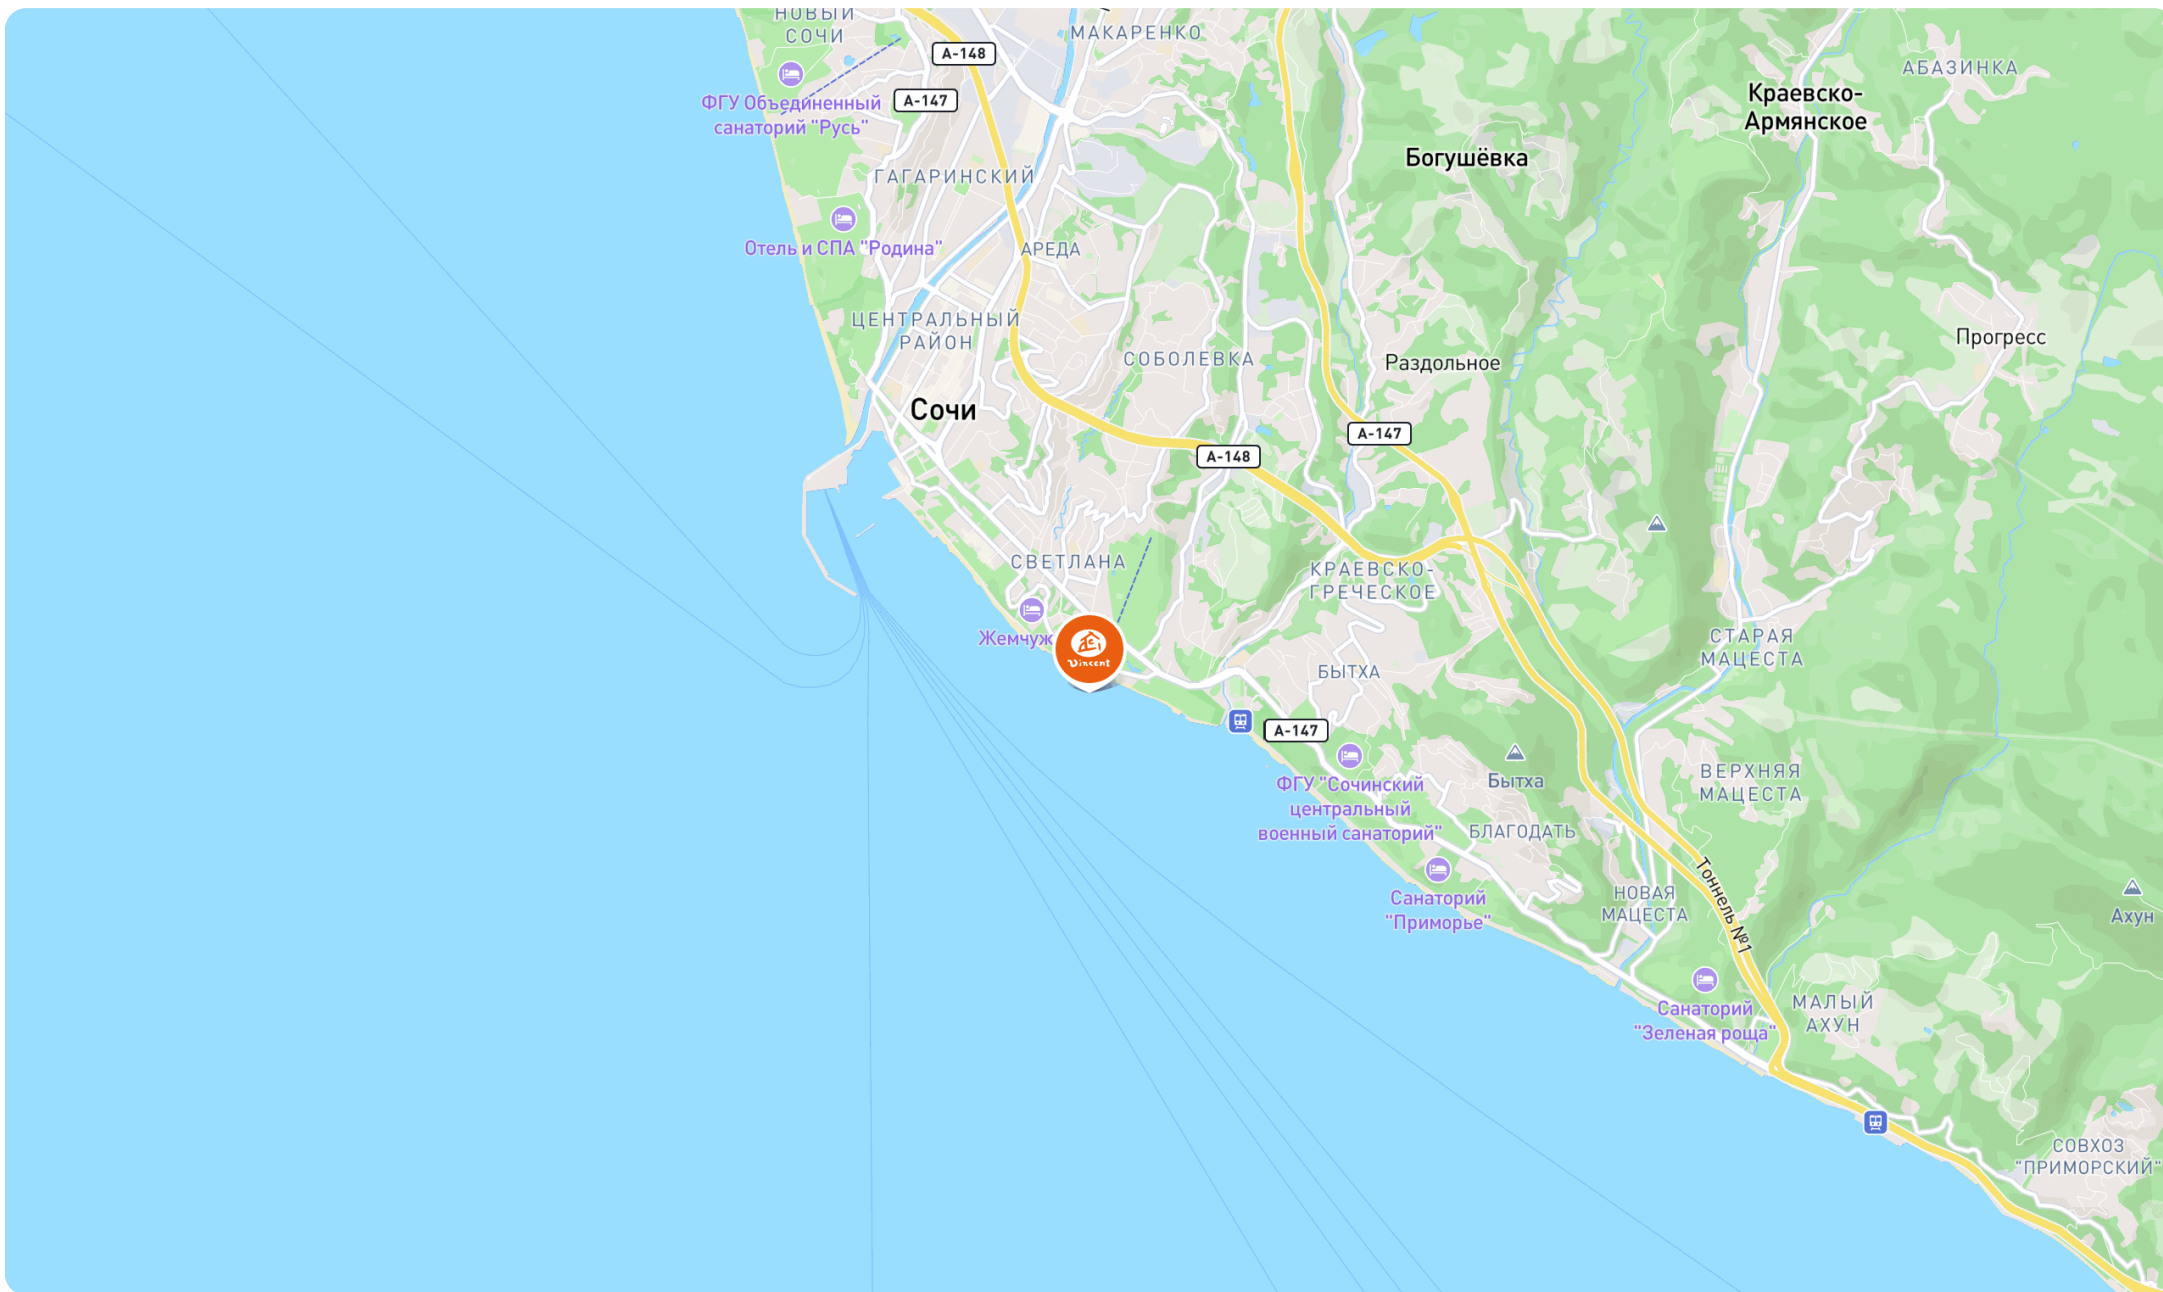 НОВЫЙ
СОЧИ
МАКАРЕНКО
А-148
АБАЗИНКА
ФГУ Объединенный
санаторий "Русь"
А-147
Краевско-
Армянское
Богушёвка
ГАГАРИНСКИЙ
Отель и СПА "Родина"
АРЕДА
ЦЕНТРАЛЬНЫЙ
РАЙОН
СОБОЛЕВКА
Раздольное
Прогресс
Сочи
А-147
А-148
СВЕТЛАНА
КРАЕВСКО-
ГРЕЧЕСКОЕ
Жемчуж
Vincent
БЫТХА
СТАРАЯ
МАЦЕСТА
А-147
ФГУ "Сочинский
центральный
военный санаторий"
Бытха
ВЕРХНЯЯ
МАЦЕСТА
БЛАГОДАТЬ
Санаторий
"Приморье"
НОВАЯ
МАЦЕСТА
Тоннель №1
Ахун
Санаторий
"Зеленая роща"
МАЛЫЙ
АХУН
СОВХОЗ
"ПРИМОРСКИЙ"